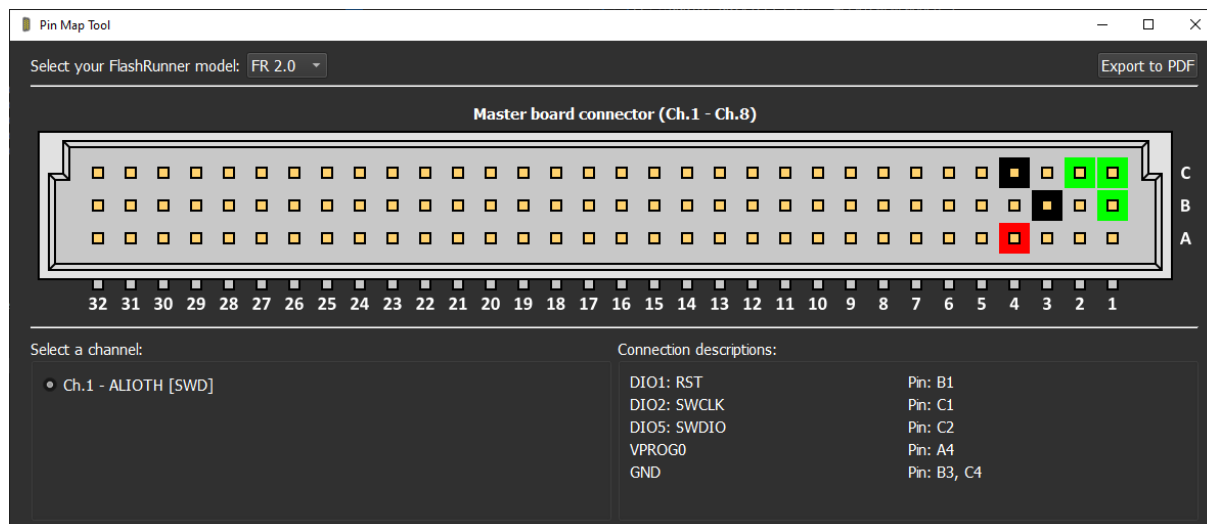 Pin Map Tool
Select your FlashRunner model: FR 2.0
Export to PDF
Master board connector (Ch.1 - Ch.8)
C
B
A
32 31 30 29 28 27 26 25 24 23 22 21 20 19 18 17 16 15 14 13 12 11 10 9 8 7 6 5 4 3 2 1
Select a channel:
Ch.1 - ALIOTH [SWD]
Connection descriptions:
DIO1: RST Pin: B1
DIO2: SWCLK Pin: C1
DIO5: SWDIO Pin: C2
VPROG0 Pin: A4
GND Pin: B3, C4